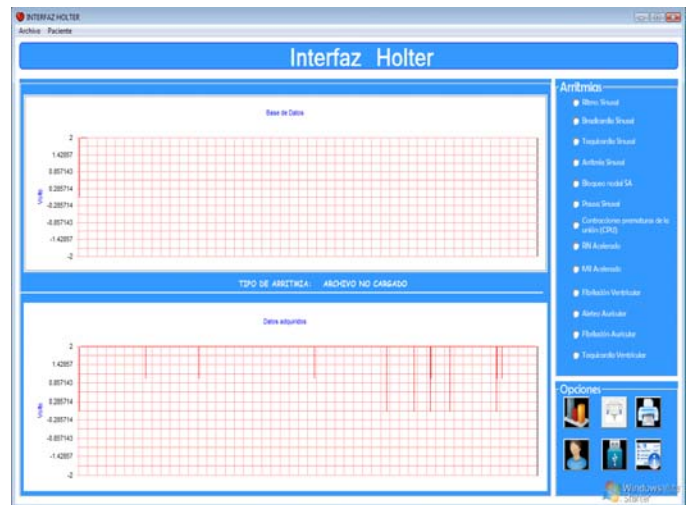 INTERFAZ HOLTER
Archivo Paciente
Interfaz Holter
Base de Datos
Volts
2
1.42857
0.857143
0.285714
-0.285714
-0.857143
-1.42857
-2
TIPO DE ARRITMIA: ARCHIVO NO CARGADO
Datos adquiridos
Volts
2
1.42857
0.857143
0.285714
-0.285714
-0.857143
-1.42857
-2
Arritmias
Ritmo Sinusal
Bradicardia Sinusal
Taquicardia Sinusal
Arritmia Sinusal
Bloqueo nodal SA
Pausa Sinusal
Contracciones prematuras de la
unión (CPU)
RN Acelerado
Fibrilación Ventricular
Aleteo Auricular
Fibrilación Auricular
Taquicardia Ventricular
Opciones
Starter